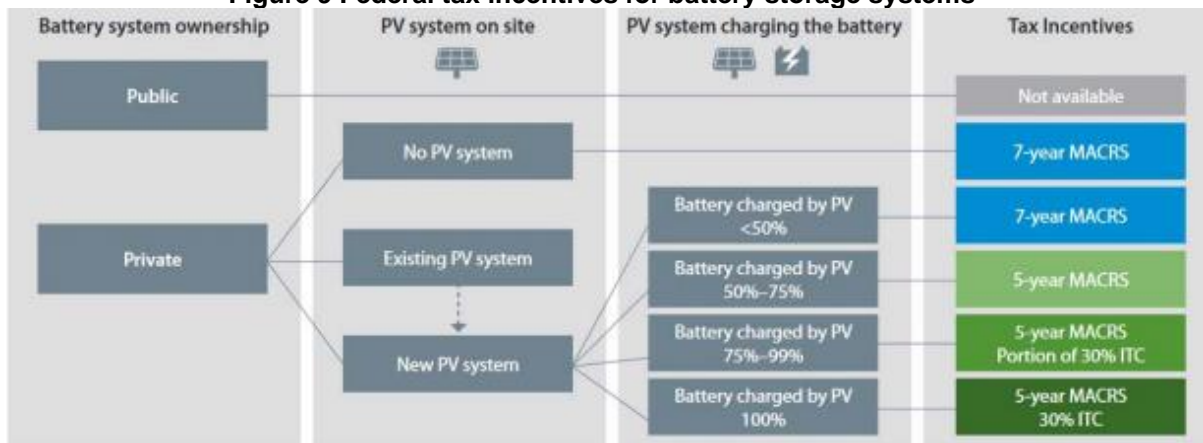 Battery system ownership
PV system on site
PV system charging the battery
Tax Incentives
Public
Not available
No PV system
7-year MACRS
Battery charged by PV
<50%
7-year MACRS
Private
Existing PV system
Battery charged by PV
50%–75%
5-year MACRS
New PV system
Battery charged by PV
75%–99%
5-year MACRS
Portion of 30% ITC
Battery charged by PV
100%
5-year MACRS
30% ITC